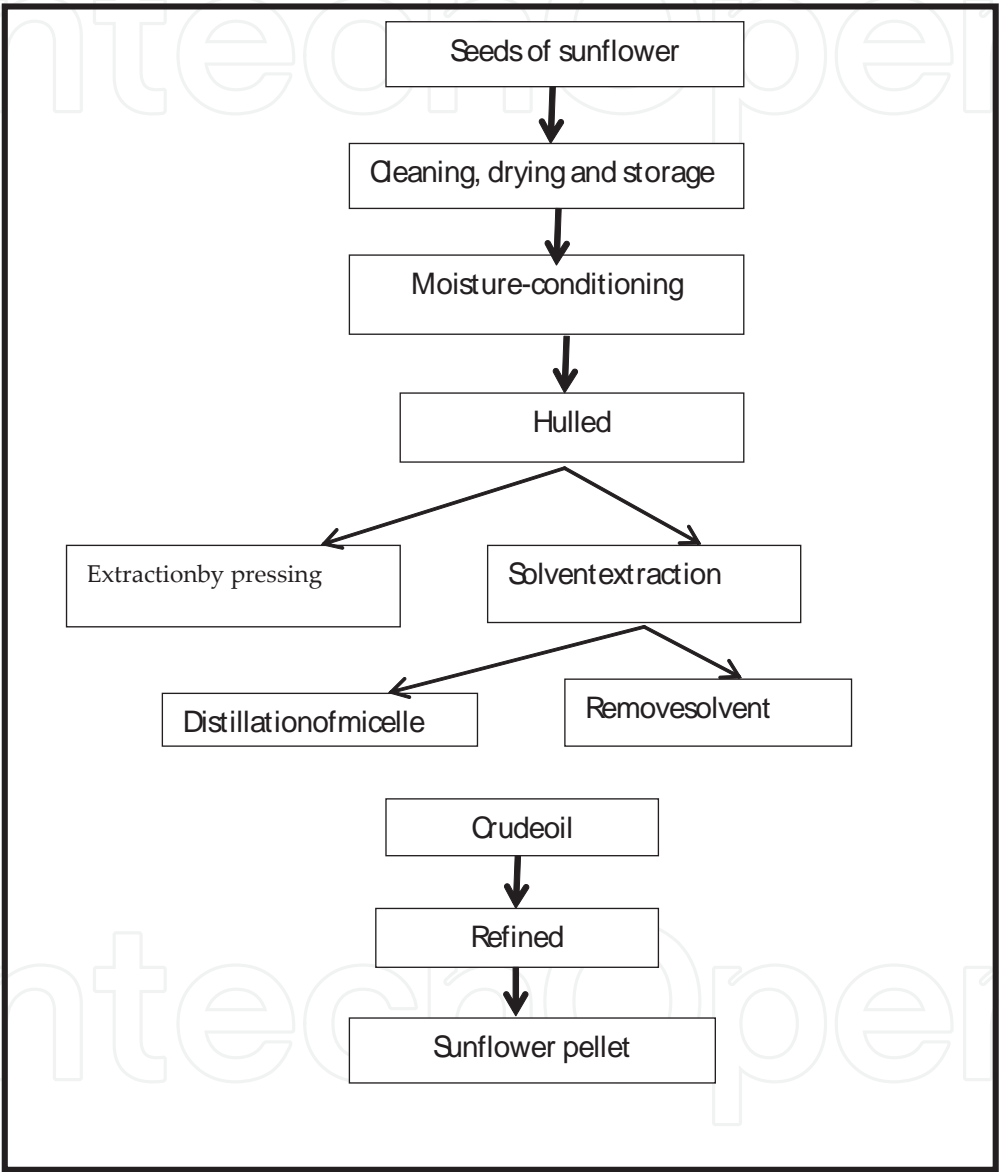 Seeds of sunflower
Cleaning, drying and storage
Moisture-conditioning
Hulled
Extractionby pressing
Solventextraction
Distillationofmicelle
Removesolvent
Crudeoil
Refined
Sunflower pellet